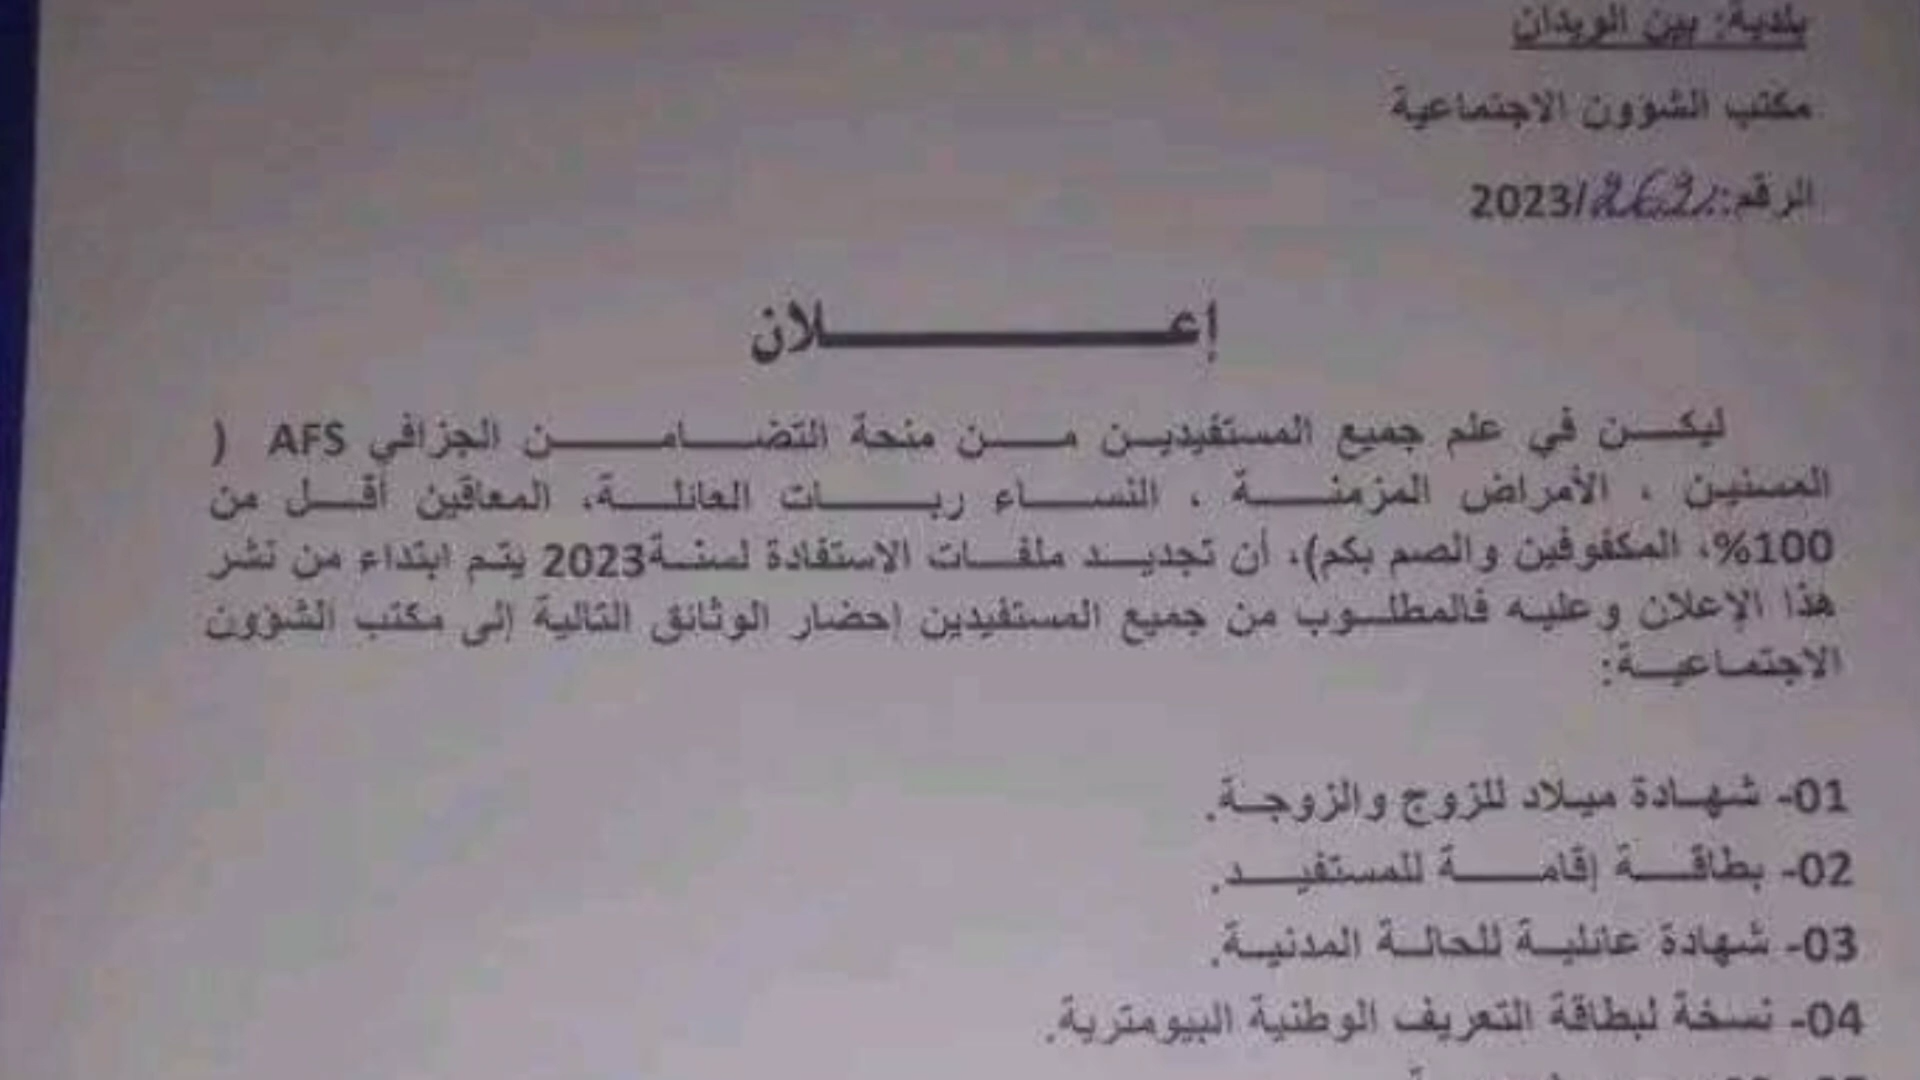 بلدية: بين الويدان
مكتب الشؤون الاجتماعية
الرقم: 262/2023
إعلان
ليكن في علم جميع المستفيدين من منحة التضامن الجزافي AFS (
المسنين ، الأمراض المزمنة ، النساء ربات العائلة، المعاقين أقل من
100%، المكفوفين والصم بكم)، أن تجديد ملفات الاستفادة لسنة2023 يتم ابتداء من نشر
هذا الإعلان وعليه فالمطلوب من جميع المستفيدين إحضار الوثائق التالية إلى مكتب الشؤون
الاجتماعية:
01- شهادة ميلاد للزوج والزوجة.
02- بطاقة إقامة للمستفيد.
03- شهادة عائلية للحالة المدنية.
04- نسخة لبطاقة التعريف الوطنية البيومترية.